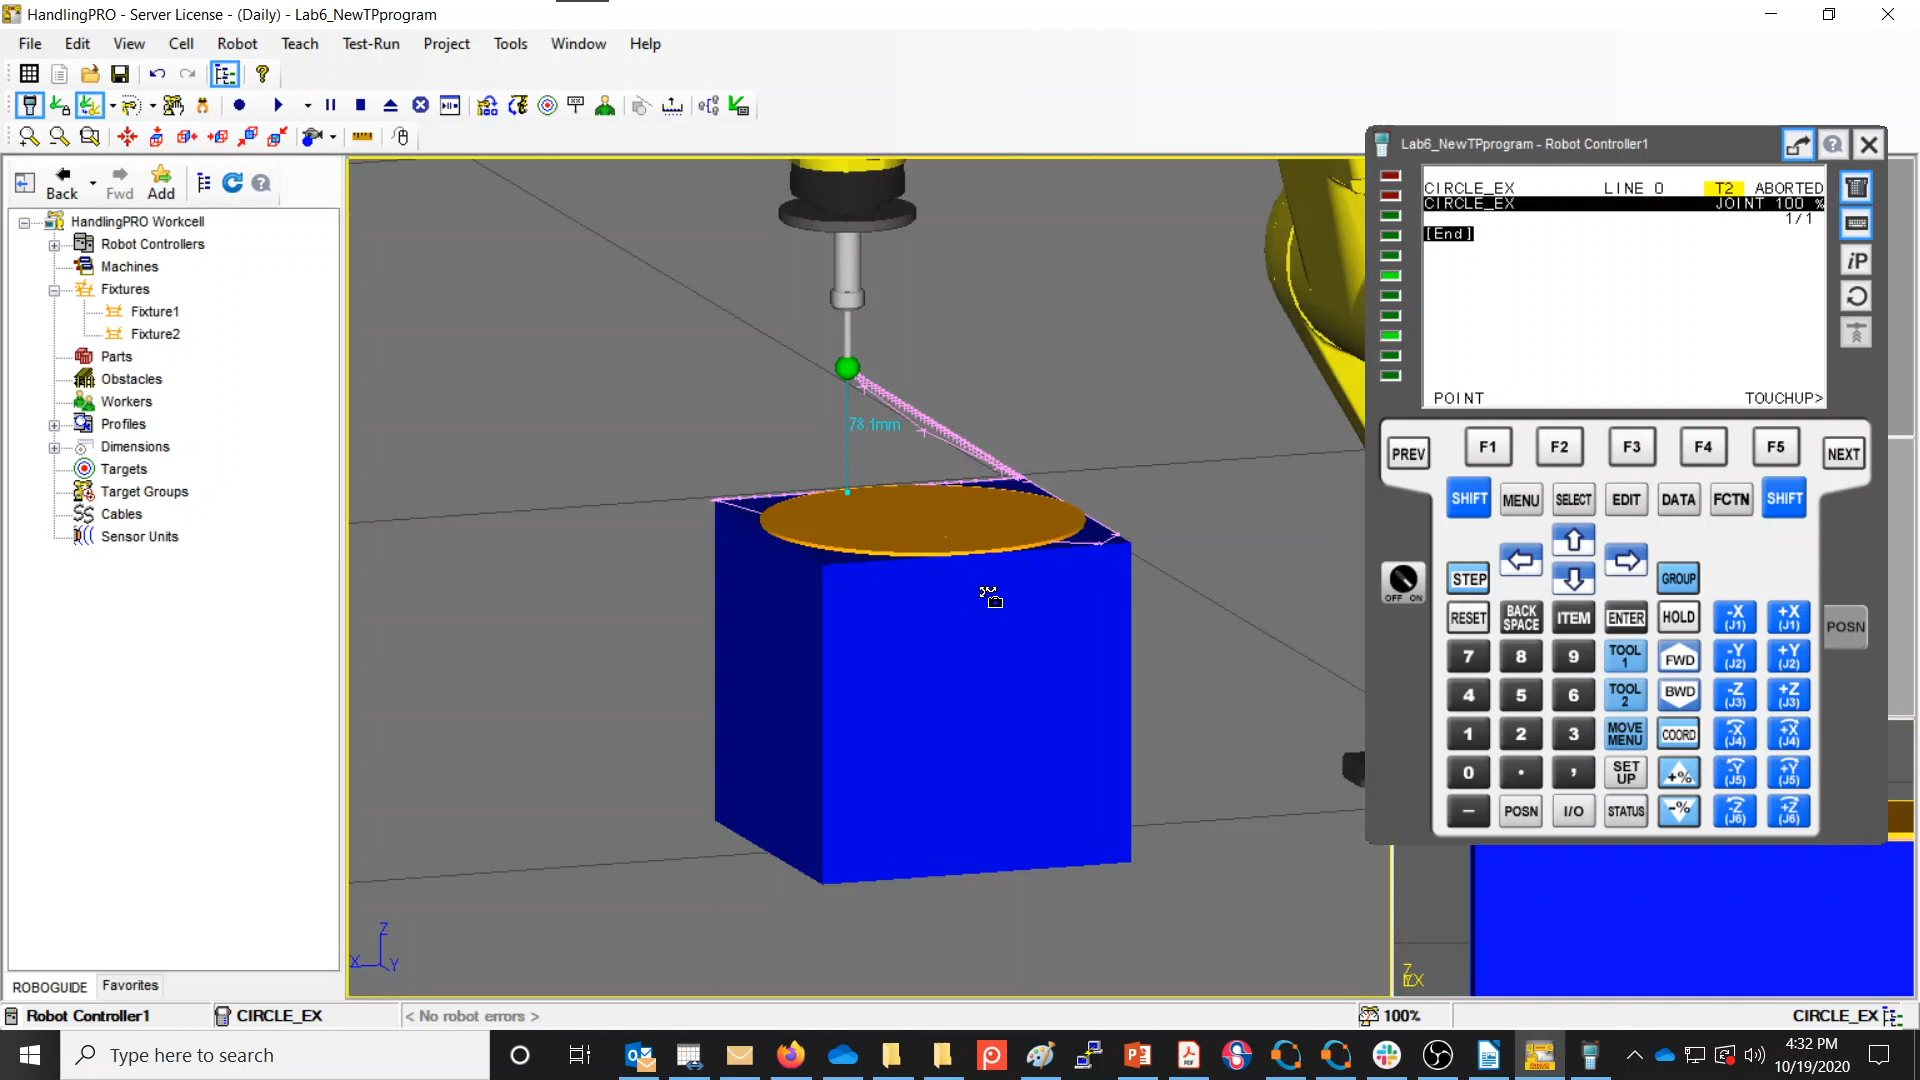 HandlingPRO - Server License - (Daily) - Lab6_NewTPprogram
File Edit View Cell Robot Teach Test-Run Project Tools Window Help
Back Fwd Add
HandlingPRO Workcell
Robot Controllers
Machines
Fixtures
Fixture1
Fixture2
Parts
Obstacles
Workers
Profiles
Dimensions
Targets
Target Groups
Cables
Sensor Units
ROBOGUIDE Favorites
78.1mm
Z
X
Y
Lab6_NewTPprogram - Robot Controller1
CIRCLE_EX LINE 0 T2 ABORTED
CIRCLE_EX JOINT 100 %
1/1
[End]
POINT TOUCHUP>
iP
PREV F1 F2 F3 F4 F5 NEXT
SHIFT MENU SELECT EDIT DATA FCTN SHIFT
OFF ON
STEP GROUP
RESET BACK SPACE ITEM ENTER HOLD -X (J1) +X (J1)
POSN
7 8 9 TOOL 1 FWD -Y (J2) +Y (J2)
4 5 6 TOOL 2 BWD -Z (J3) +Z (J3)
1 2 3 MOVE MENU COORD -X (J4) +X (J4)
0 . , SET UP +% -Y (J5) +Y (J5)
- POSN I/O STATUS -% -Z (J6) +Z (J6)
Robot Controller1 CIRCLE_EX < No robot errors > 100% CIRCLE_EX
Type here to search
4:32 PM
10/19/2020